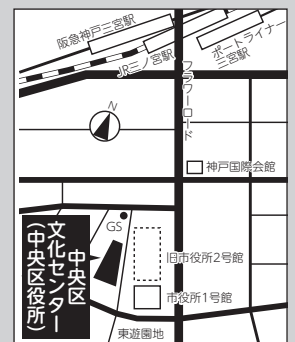 阪急神戸三宮駅
JR三ノ宮駅
ポートライナー
三宮駅
フラワーロード
N
神戸国際会館
GS
旧市役所2号館
市役所1号館
中央区
文化センター
(中央区役所)
東遊園地